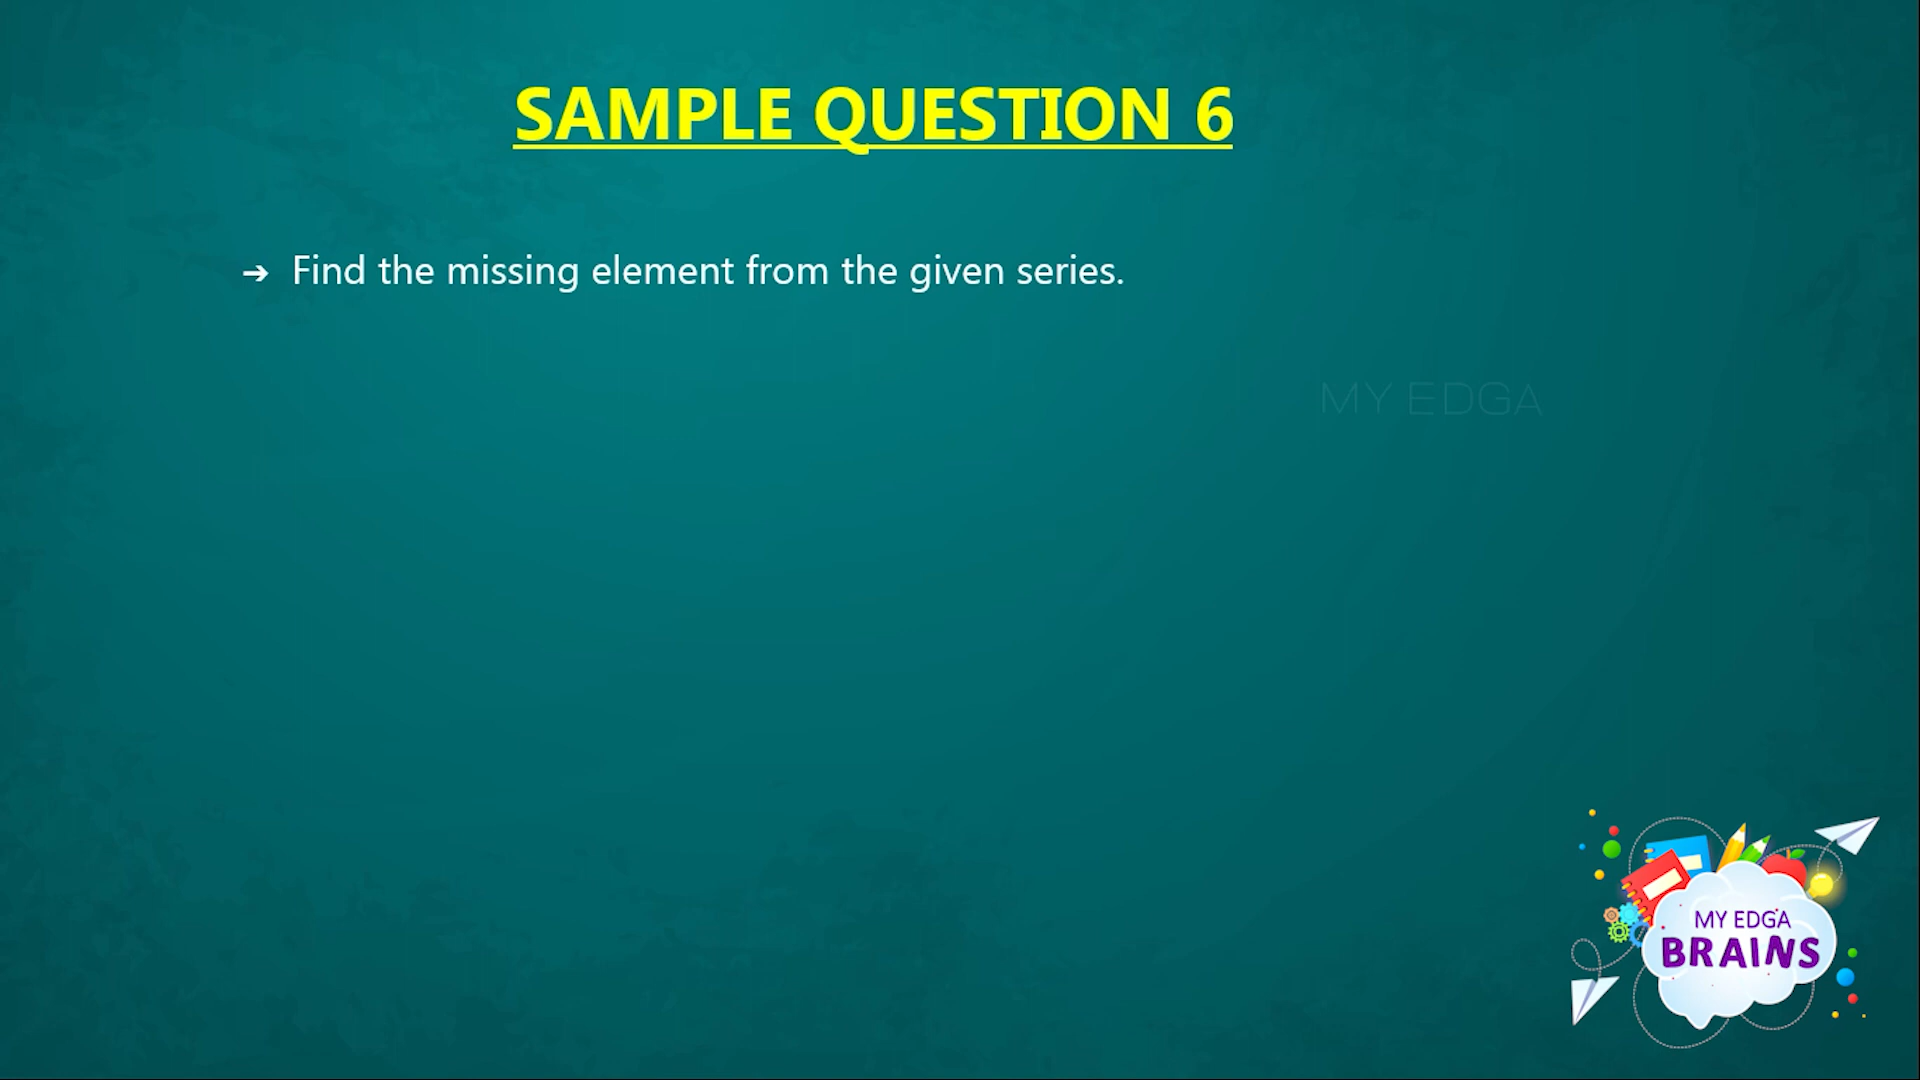 SAMPLE QUESTION 6
➔ Find the missing element from the given series.
MY EDGA
MY EDGA
BRAINS